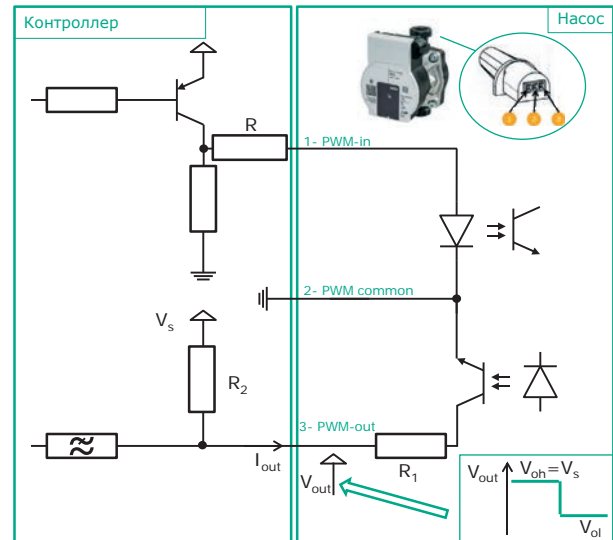 Контроллер
Насос
R
1- PWM-in
2- PWM common
Vs
R2
3- PWM-out
Iout
Vout
R1
Vout
Voh=Vs
Vol